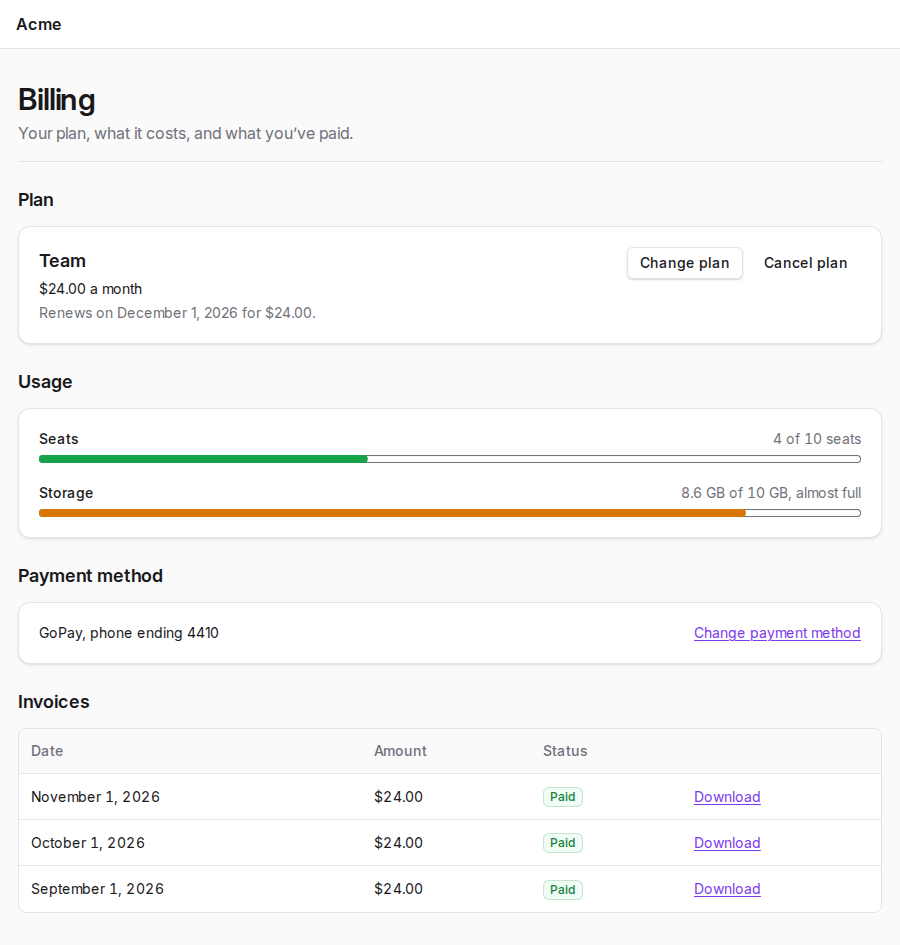 Acme
Billing
Your plan, what it costs, and what you’ve paid.
Plan
Team
Change plan
Cancel plan
$24.00 a month
Renews on December 1, 2026 for $24.00.
Usage
Seats
4 of 10 seats
Storage
8.6 GB of 10 GB, almost full
Payment method
GoPay, phone ending 4410
Change payment method
Invoices
Date Amount Status
November 1, 2026 $24.00 Paid Download
October 1, 2026 $24.00 Paid Download
September 1, 2026 $24.00 Paid Download